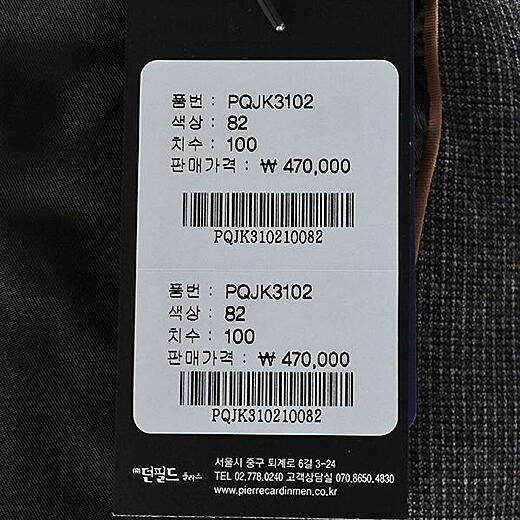 품번 : PQJK3102
색상 : 82
치수 : 100
판매가격 : ₩ 470,000
PQJK310210082
품번 : PQJK3102
색상 : 82
치수 : 100
판매가격 : ₩ 470,000
PQJK310210082
㈜던필드 플러스
서울시 중구 퇴계로 6길 3-24
TEL 02.778.0240 고객상담실 070.8650.4830
www.pierrecardinmen.co.kr